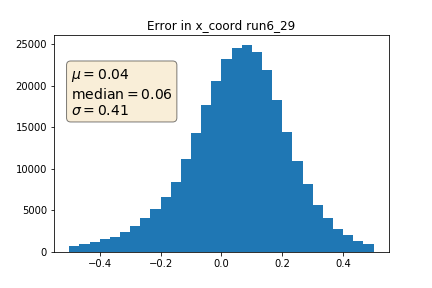 Error in x_coord run6_29
μ = 0.04
median = 0.06
σ = 0.41
25000
20000
15000
10000
5000
0
−0.4 −0.2 0.0 0.2 0.4